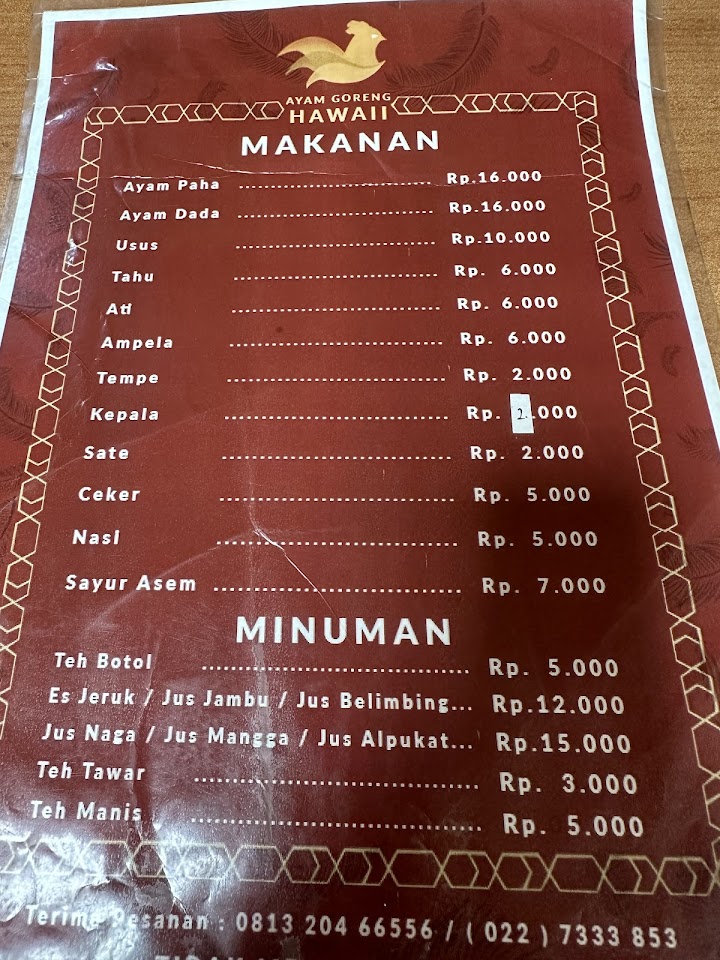 AYAM GORENG
HAWAII
MAKANAN
Ayam Paha ........................................ Rp.16.000
Ayam Dada ........................................ Rp.16.000
Usus ........................................ Rp.10.000
Tahu ........................................ Rp. 6.000
Ati ........................................ Rp. 6.000
Ampela ........................................ Rp. 6.000
Tempe ........................................ Rp. 2.000
Kepala ........................................ Rp. 2.000
Sate ........................................ Rp. 2.000
Ceker ........................................ Rp. 5.000
Nasi ........................................ Rp. 5.000
Sayur Asem ........................................ Rp. 7.000
MINUMAN
Teh Botol ........................................ Rp. 5.000
Es Jeruk / Jus Jambu / Jus Belimbing... Rp.12.000
Jus Naga / Jus Mangga / Jus Alpukat... Rp.15.000
Teh Tawar ........................................ Rp. 3.000
Teh Manis ........................................ Rp. 5.000
Terima Pesanan : 0813 204 66556 / ( 022 ) 7333 853